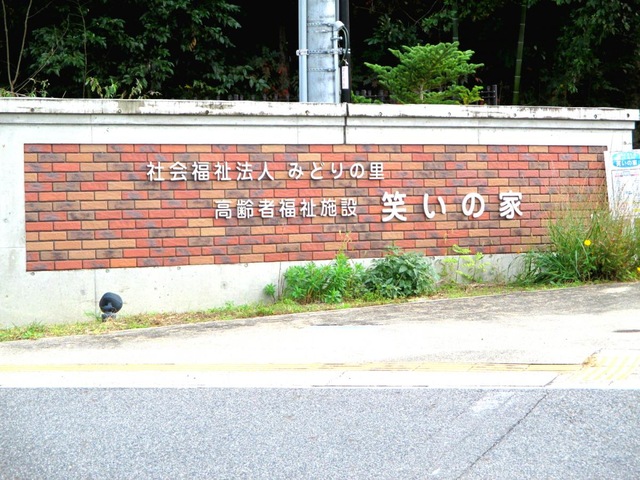 社会福祉法人 みどりの里
高齢者福祉施設 笑いの家